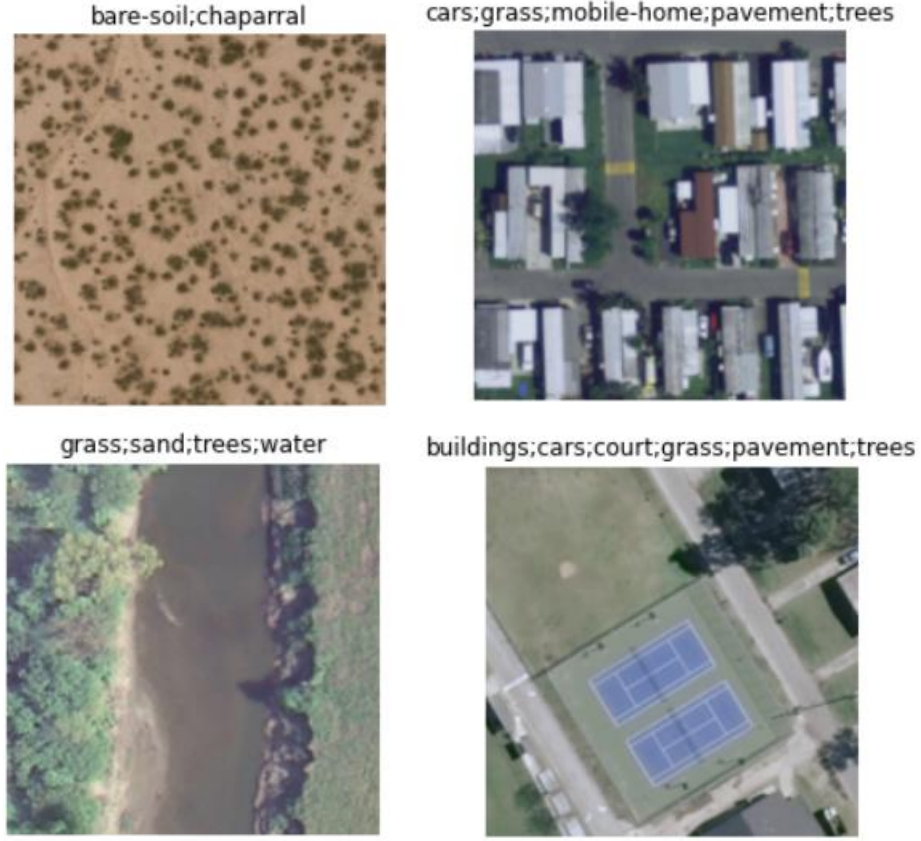 bare-soil;chaparral
cars;grass;mobile-home;pavement;trees
grass;sand;trees;water
buildings;cars;court;grass;pavement;trees